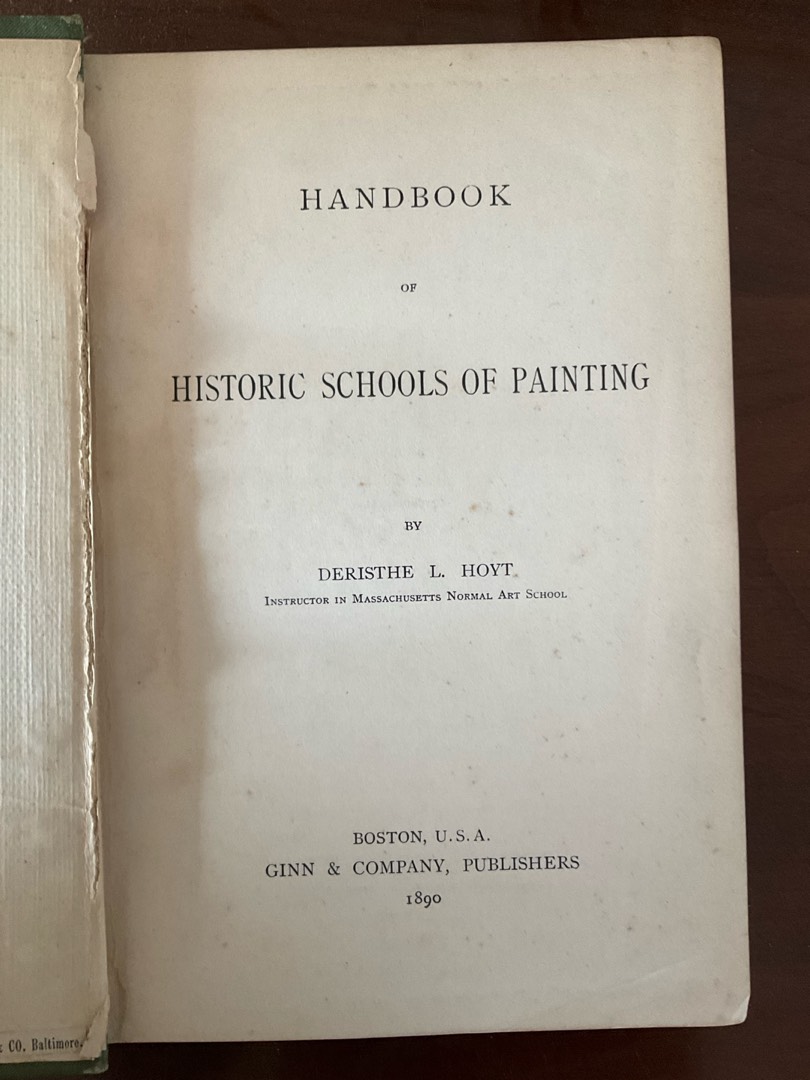 HANDBOOK
OF
HISTORIC SCHOOLS OF PAINTING
BY
DERISTHE L. HOYT
INSTRUCTOR IN MASSACHUSETTS NORMAL ART SCHOOL
BOSTON, U.S.A.
GINN & COMPANY, PUBLISHERS
1890
CO. Baltimore.